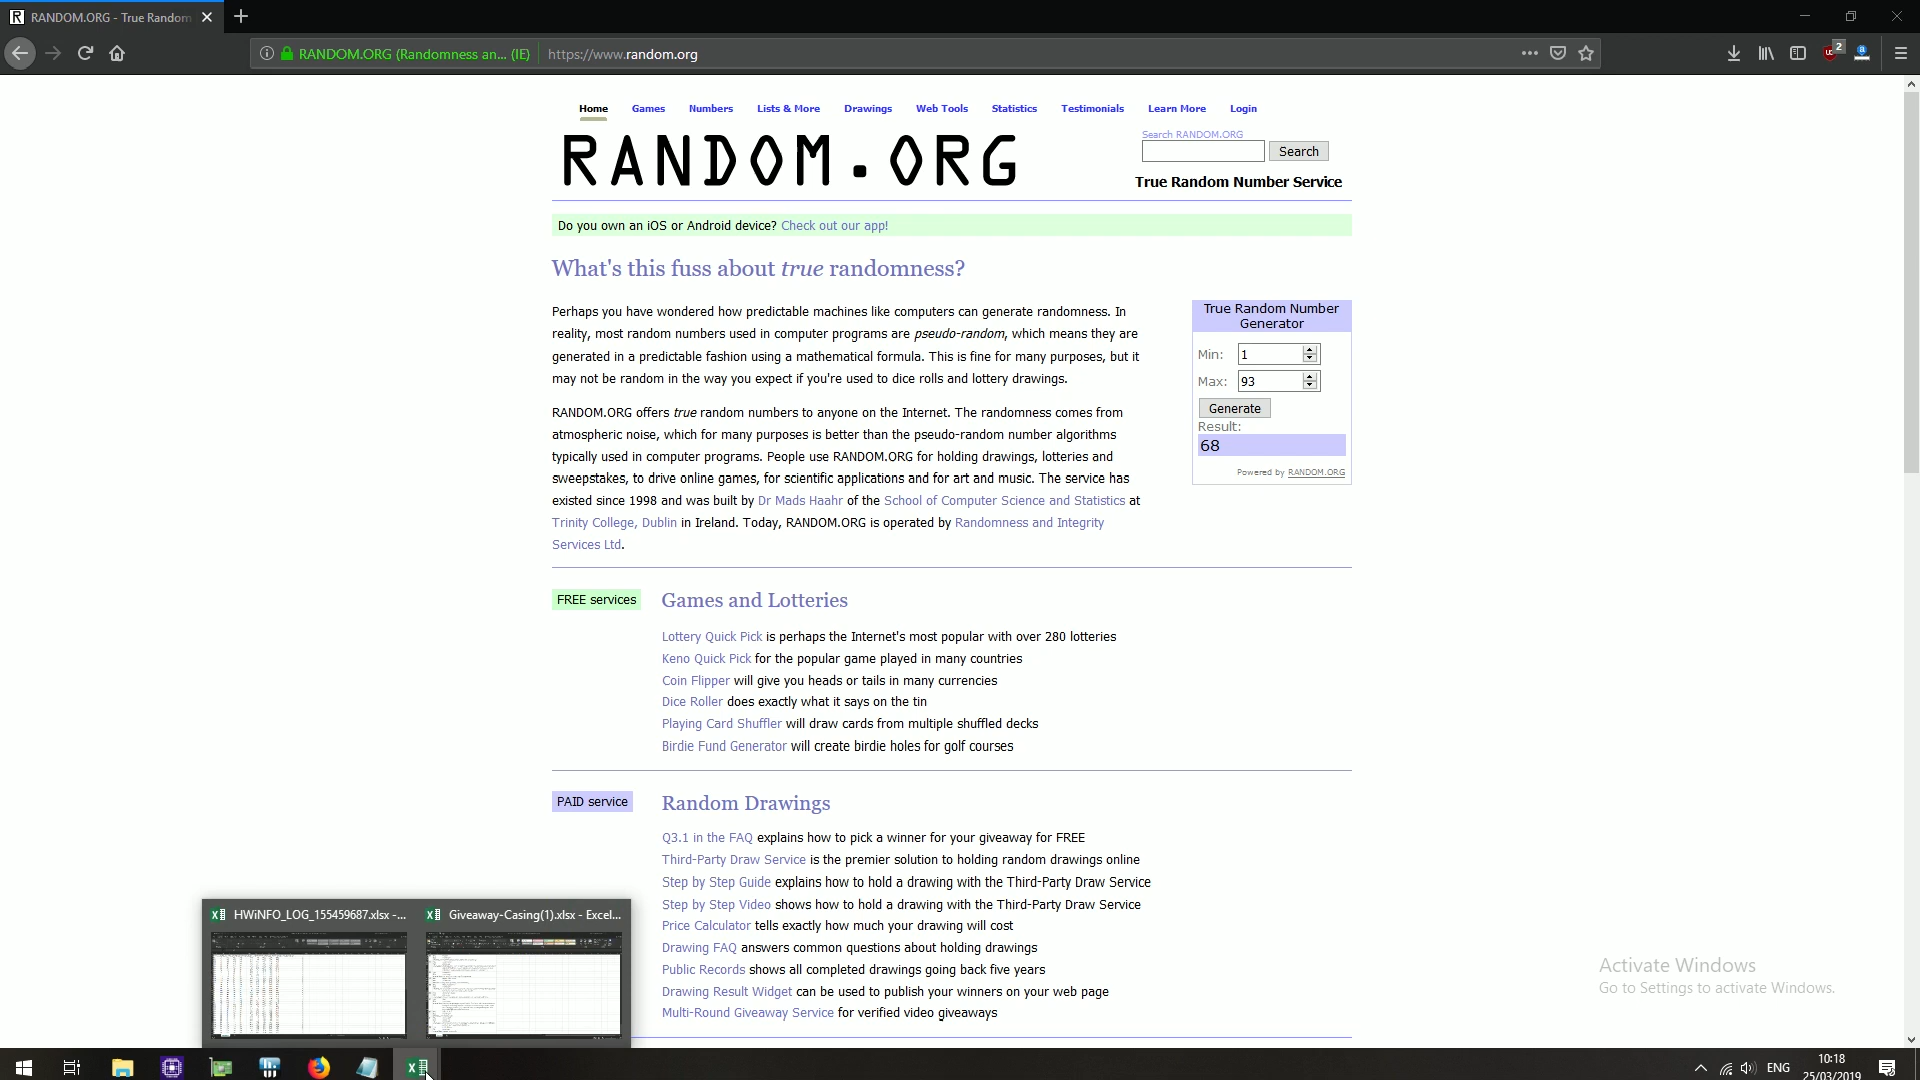 RANDOM.ORG - True Random
RANDOM.ORG (Randomness an... (IE)
https://www.random.org
2
Home Games Numbers Lists & More Drawings Web Tools Statistics Testimonials Learn More Login
RANDOM.ORG
Search RANDOM.ORG
Search
True Random Number Service
Do you own an iOS or Android device? Check out our app!
What's this fuss about true randomness?
Perhaps you have wondered how predictable machines like computers can generate randomness. In
reality, most random numbers used in computer programs are pseudo-random, which means they are
generated in a predictable fashion using a mathematical formula. This is fine for many purposes, but it
may not be random in the way you expect if you're used to dice rolls and lottery drawings.
RANDOM.ORG offers true random numbers to anyone on the Internet. The randomness comes from
atmospheric noise, which for many purposes is better than the pseudo-random number algorithms
typically used in computer programs. People use RANDOM.ORG for holding drawings, lotteries and
sweepstakes, to drive online games, for scientific applications and for art and music. The service has
existed since 1998 and was built by Dr Mads Haahr of the School of Computer Science and Statistics at
Trinity College, Dublin in Ireland. Today, RANDOM.ORG is operated by Randomness and Integrity
Services Ltd.
True Random Number
Generator
Min: 1
Max: 93
Generate
Result:
68
Powered by RANDOM.ORG
FREE services
Games and Lotteries
Lottery Quick Pick is perhaps the Internet's most popular with over 280 lotteries
Keno Quick Pick for the popular game played in many countries
Coin Flipper will give you heads or tails in many currencies
Dice Roller does exactly what it says on the tin
Playing Card Shuffler will draw cards from multiple shuffled decks
Birdie Fund Generator will create birdie holes for golf courses
PAID service
Random Drawings
Q3.1 in the FAQ explains how to pick a winner for your giveaway for FREE
Third-Party Draw Service is the premier solution to holding random drawings online
Step by Step Guide explains how to hold a drawing with the Third-Party Draw Service
Step by Step Video shows how to hold a drawing with the Third-Party Draw Service
Price Calculator tells exactly how much your drawing will cost
Drawing FAQ answers common questions about holding drawings
Public Records shows all completed drawings going back five years
Drawing Result Widget can be used to publish your winners on your web page
Multi-Round Giveaway Service for verified video giveaways
HWiNFO_LOG_155459687.xlsx -...
Giveaway-Casing(1).xlsx - Excel...
Activate Windows
Go to Settings to activate Windows.
ENG
10:18
25/03/2019